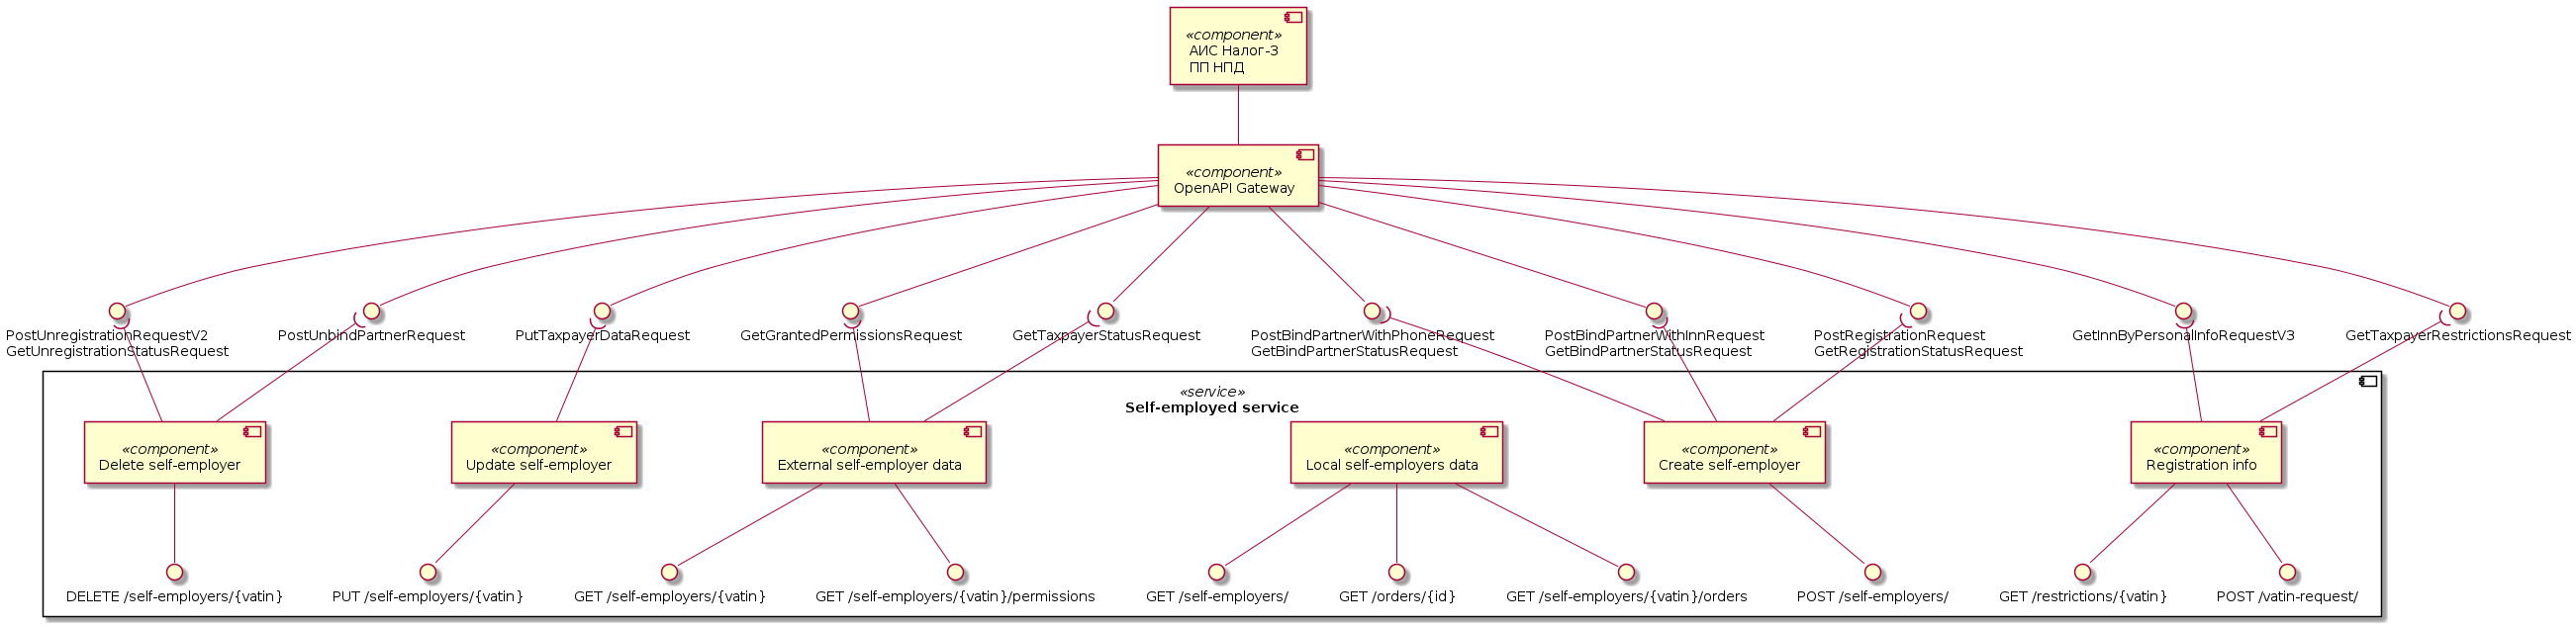 «component»
АИС Налог-3
ПП НПД
«component»
OpenAPI Gateway
PostUnregistrationRequestV2
GetUnregistrationStatusRequest
PostUnbindPartnerRequest
PutTaxpayerDataRequest
GetGrantedPermissionsRequest
GetTaxpayerStatusRequest
PostBindPartnerWithPhoneRequest
GetBindPartnerStatusRequest
PostBindPartnerWithInnRequest
GetBindPartnerStatusRequest
PostRegistrationRequest
GetRegistrationStatusRequest
GetInnByPersonalInfoRequestV3
GetTaxpayerRestrictionsRequest
«service»
Self-employed service
«component»
Delete self-employer
«component»
Update self-employer
«component»
External self-employer data
«component»
Local self-employers data
«component»
Create self-employer
«component»
Registration info
DELETE /self-employers/{vatin}
PUT /self-employers/{vatin}
GET /self-employers/{vatin}
GET /self-employers/{vatin}/permissions
GET /self-employers/
GET /orders/{id}
GET /self-employers/{vatin}/orders
POST /self-employers/
GET /restrictions/{vatin}
POST /vatin-request/